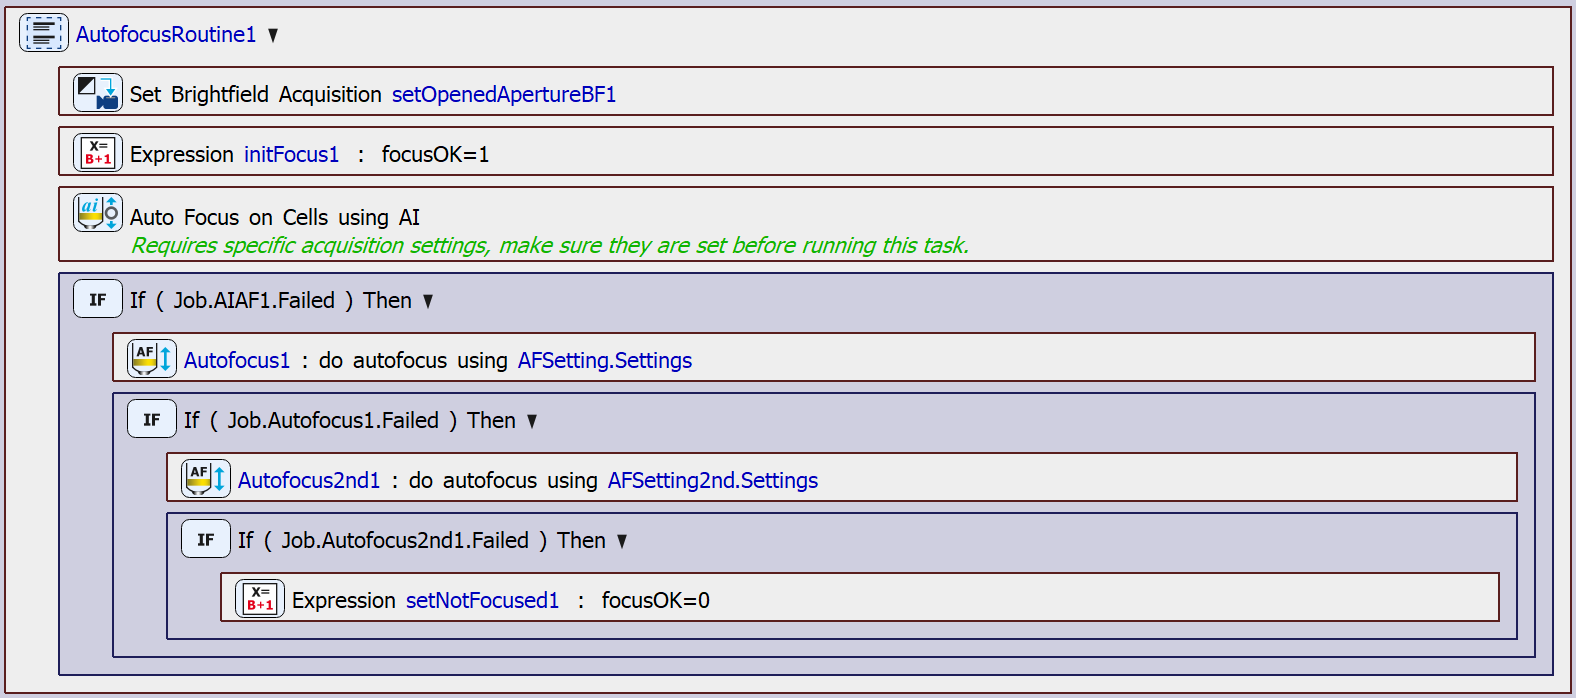 AutofocusRoutine1 ▼
Set Brightfield Acquisition setOpenedApertureBF1
X=
B+1
Expression initFocus1 : focusOK=1
ai
Auto Focus on Cells using AI
Requires specific acquisition settings, make sure they are set before running this task.
IF If ( Job.AIAF1.Failed ) Then ▼
AF Autofocus1 : do autofocus using AFSetting.Settings
IF If ( Job.Autofocus1.Failed ) Then ▼
AF Autofocus2nd1 : do autofocus using AFSetting2nd.Settings
IF If ( Job.Autofocus2nd1.Failed ) Then ▼
X=
B+1
Expression setNotFocused1 : focusOK=0